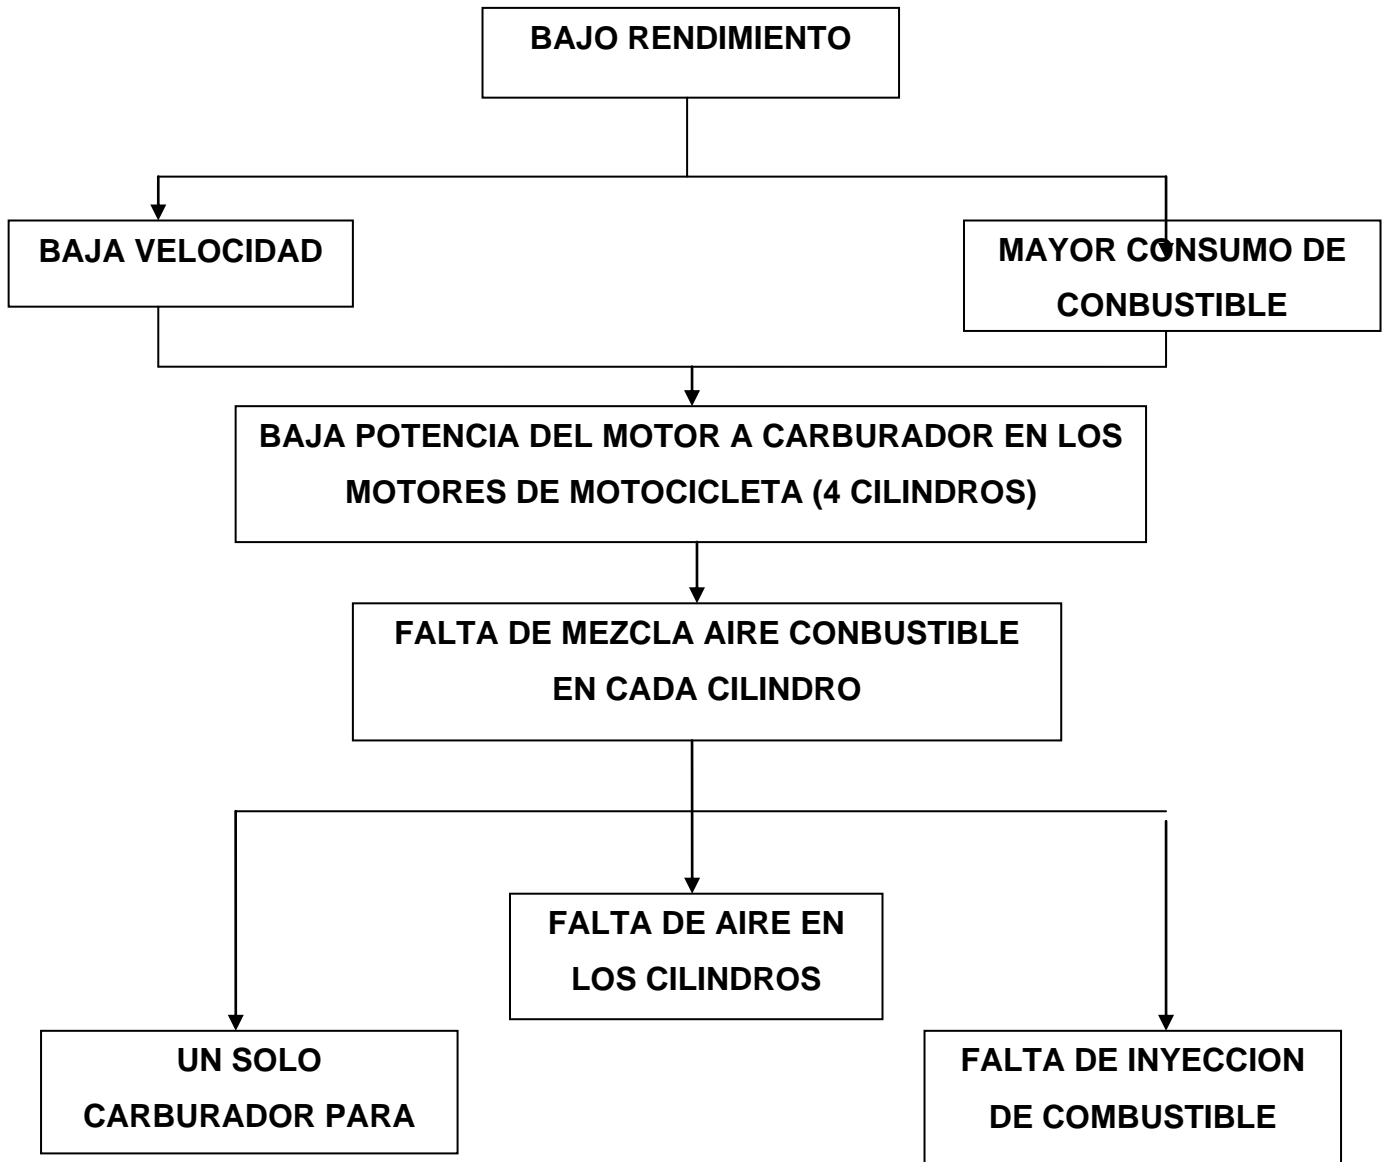 BAJO RENDIMIENTO
BAJA VELOCIDAD
MAYOR CONSUMO DE
CONBUSTIBLE
BAJA POTENCIA DEL MOTOR A CARBURADOR EN LOS
MOTORES DE MOTOCICLETA (4 CILINDROS)
FALTA DE MEZCLA AIRE CONBUSTIBLE
EN CADA CILINDRO
FALTA DE AIRE EN
LOS CILINDROS
UN SOLO
CARBURADOR PARA
FALTA DE INYECCION
DE COMBUSTIBLE